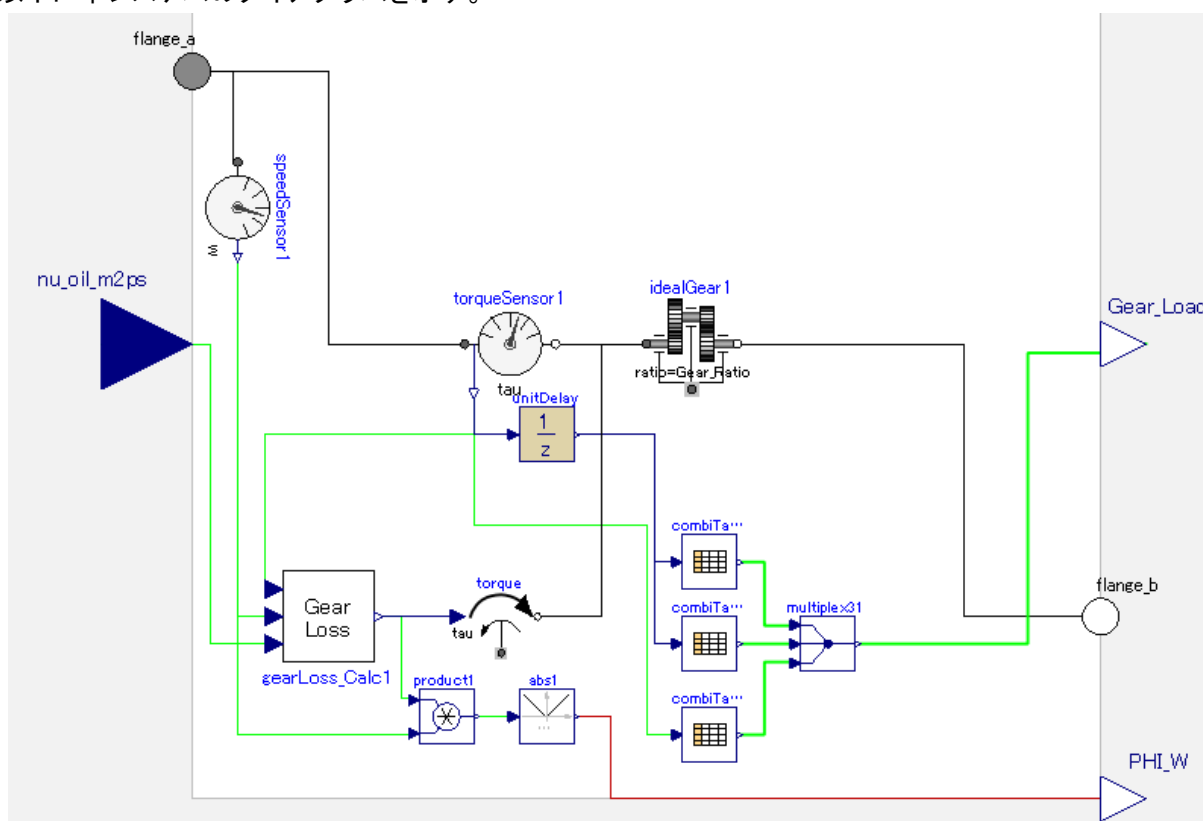 flange_a
speedSensor1
w
nu_oil_m2ps
torqueSensor1
tau
idealGear1
ratio=Gear_Ratio
Gear_Load
unitDelay
1
z
combiTa…
combiTa…
combiTa…
multiplex31
flange_b
Gear
Loss
gearLoss_Calc1
torque
tau
product1
abs1
...
PHI_W